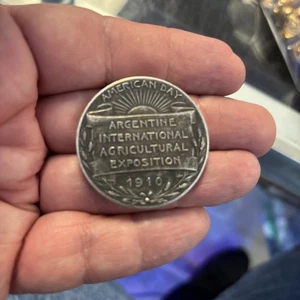 AMERICAN DAY
ARGENTINE
INTERNATIONAL
AGRICULTURAL
EXPOSITION
1910